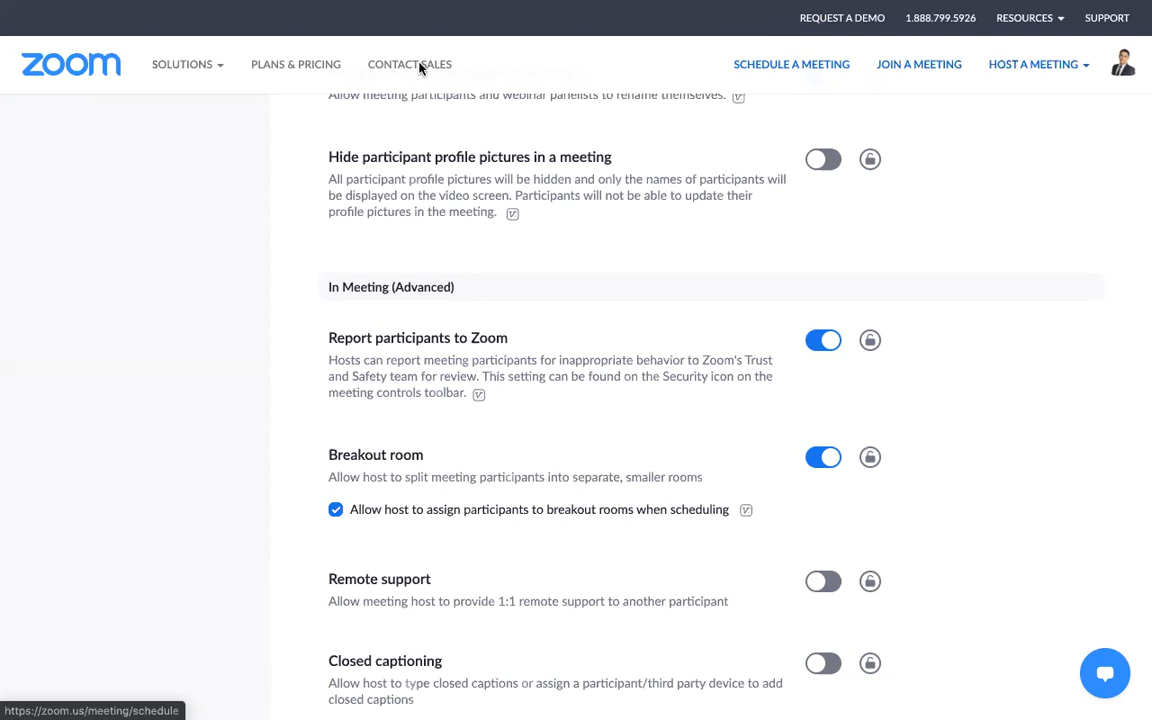 REQUEST A DEMO 1.888.799.5926 RESOURCES SUPPORT
zoom SOLUTIONS PLANS & PRICING CONTACT SALES SCHEDULE A MEETING JOIN A MEETING HOST A MEETING
Allow meeting participants and webinar panelists to rename themselves.
Hide participant profile pictures in a meeting
All participant profile pictures will be hidden and only the names of participants will
be displayed on the video screen. Participants will not be able to update their
profile pictures in the meeting.
In Meeting (Advanced)
Report participants to Zoom
Hosts can report meeting participants for inappropriate behavior to Zoom's Trust
and Safety team for review. This setting can be found on the Security icon on the
meeting controls toolbar.
Breakout room
Allow host to split meeting participants into separate, smaller rooms
Allow host to assign participants to breakout rooms when scheduling
Remote support
Allow meeting host to provide 1:1 remote support to another participant
Closed captioning
Allow host to type closed captions or assign a participant/third party device to add
closed captions
https://zoom.us/meeting/schedule